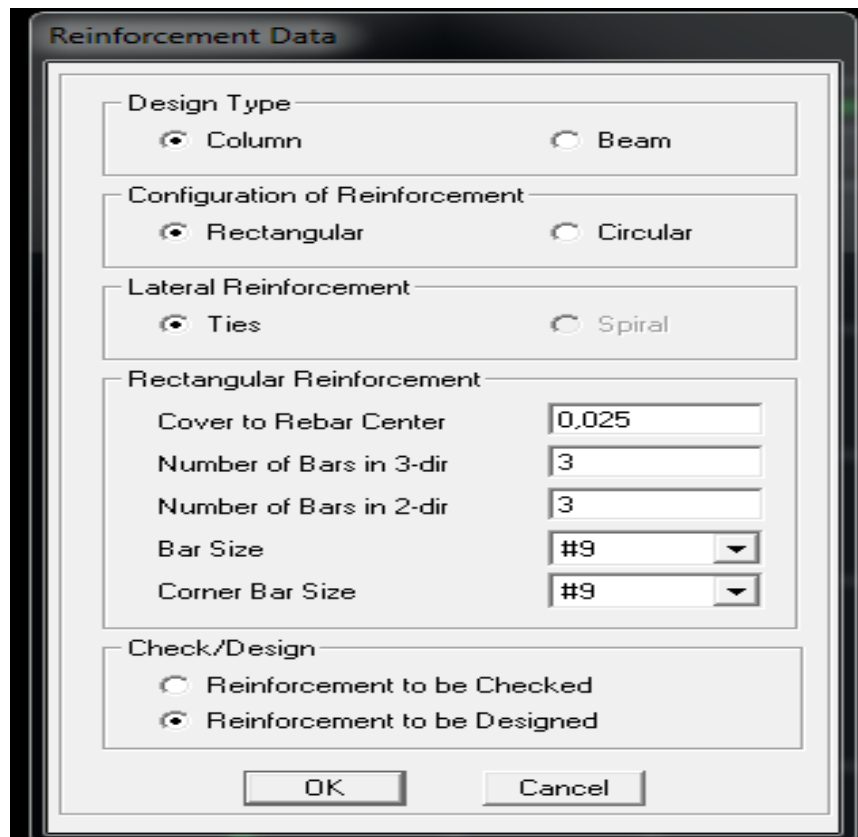 Reinforcement Data
Design Type
Column Beam
Configuration of Reinforcement
Rectangular Circular
Lateral Reinforcement
Ties Spiral
Rectangular Reinforcement
Cover to Rebar Center 0,025
Number of Bars in 3-dir 3
Number of Bars in 2-dir 3
Bar Size #9
Corner Bar Size #9
Check/Design
Reinforcement to be Checked
Reinforcement to be Designed
OK Cancel